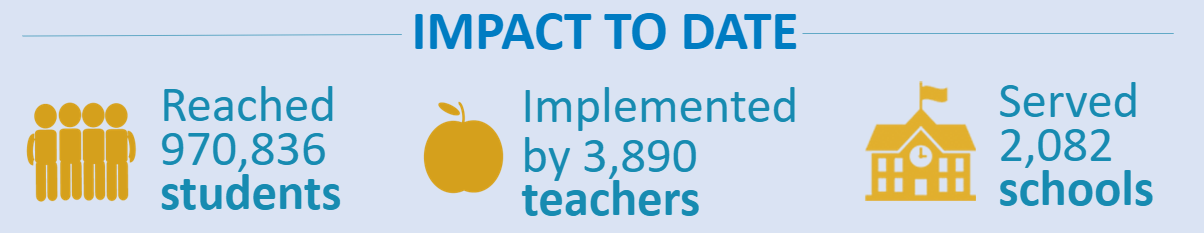 IMPACT TO DATE
Reached
970,836
students
Implemented
by 3,890
teachers
Served
2,082
schools